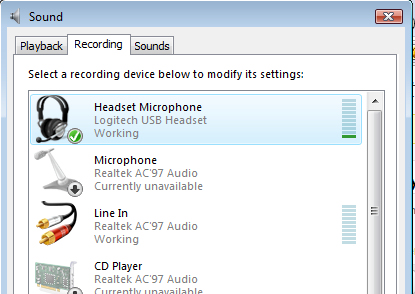 Sound
Playback Recording Sounds
Select a recording device below to modify its settings:
Headset Microphone
Logitech USB Headset
Working
Microphone
Realtek AC'97 Audio
Currently unavailable
Line In
Realtek AC'97 Audio
Working
CD Player
Realtek AC'97 Audio
Currently unavailable